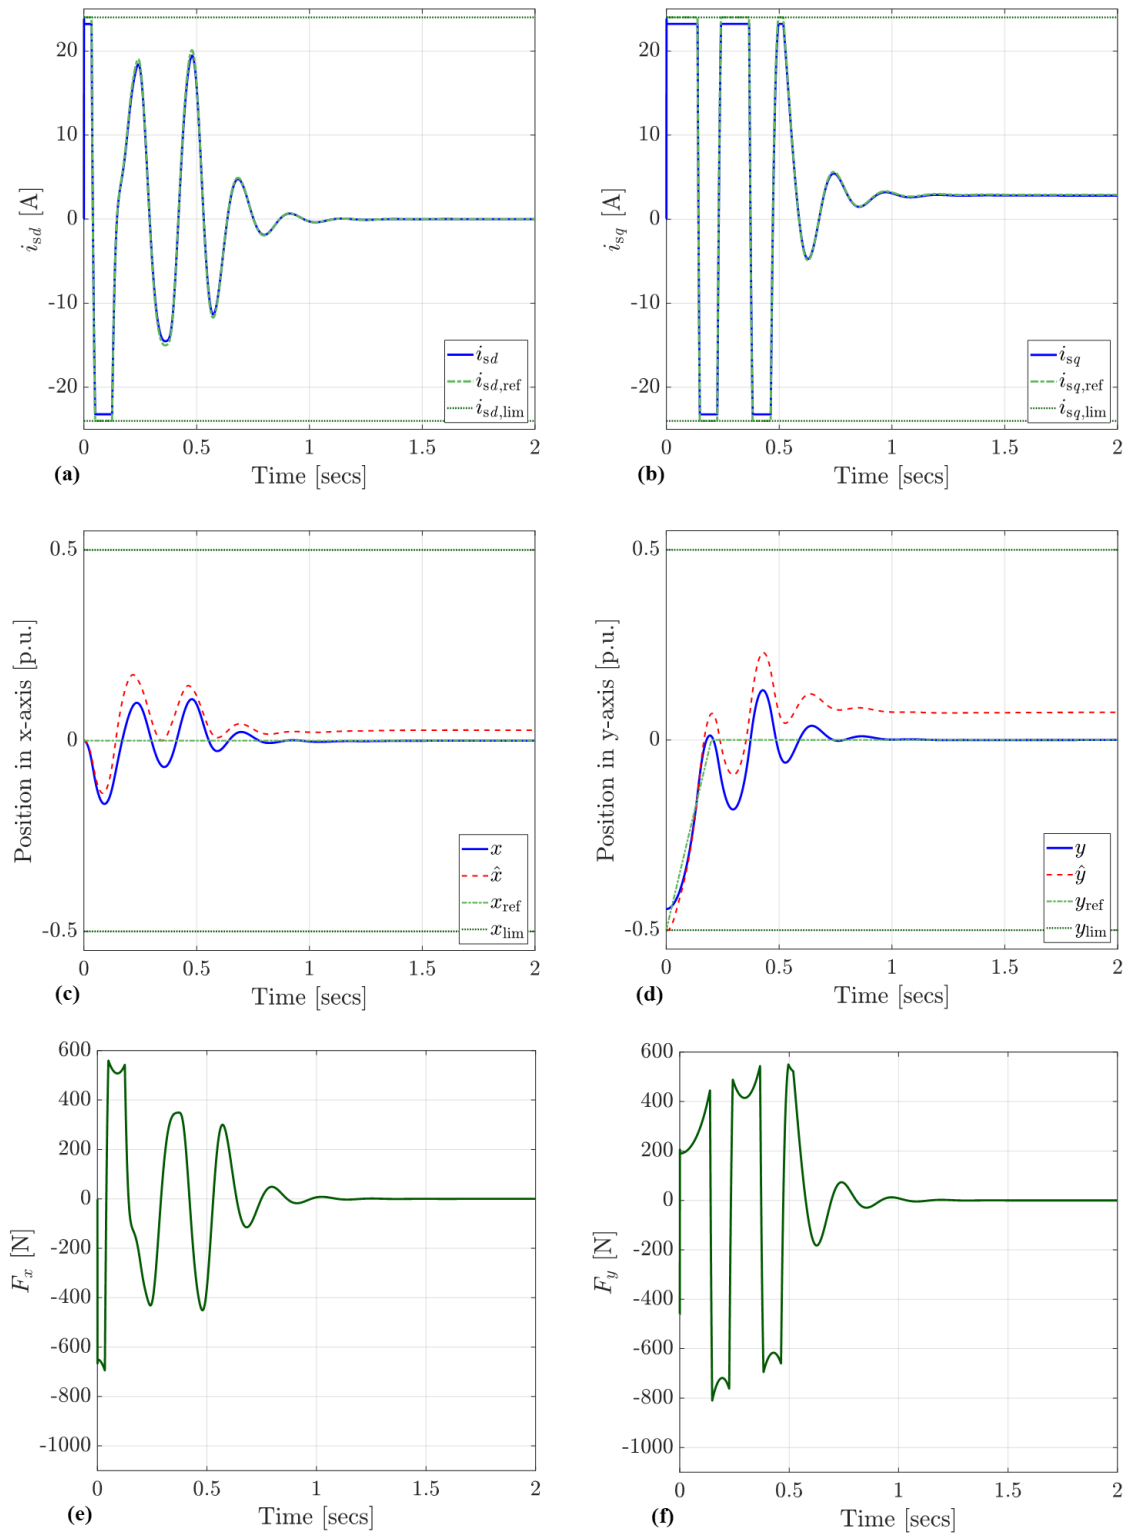 20
10
0
-10
-20
i_sd [A]
i_sd
i_sd,ref
i_sd,lim
0 0.5 1 1.5 2
(a) Time [secs]
20
10
0
-10
-20
i_sq [A]
i_sq
i_sq,ref
i_sq,lim
0 0.5 1 1.5 2
(b) Time [secs]
0.5
0
-0.5
Position in x-axis [p.u.]
x
x̂
x_ref
x_lim
0 0.5 1 1.5 2
(c) Time [secs]
0.5
0
-0.5
Position in y-axis [p.u.]
y
ŷ
y_ref
y_lim
0 0.5 1 1.5 2
(d) Time [secs]
600
400
200
0
-200
-400
-600
-800
-1000
F_x [N]
0 0.5 1 1.5 2
(e) Time [secs]
600
400
200
0
-200
-400
-600
-800
-1000
F_y [N]
0 0.5 1 1.5 2
(f) Time [secs]